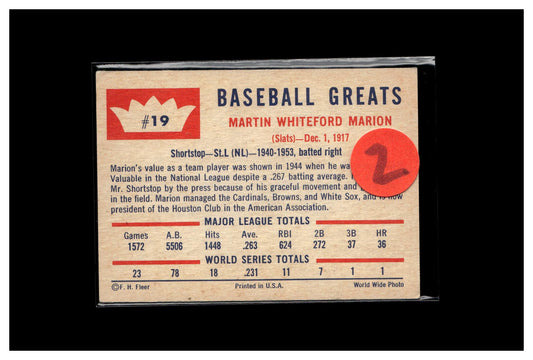 #19
BASEBALL GREATS
MARTIN WHITEFORD MARION
(Slats)—Dec. 1, 1917
Shortstop—St.L (NL)—1940-1953, batted right
Marion's value as a team player was shown in 1944 when he wa
Valuable in the National League despite a .267 batting average.
Mr. Shortstop by the press because of his graceful movement and
in the field. Marion managed the Cardinals, Browns, and White Sox, and is now
president of the Houston Club in the American Association.
MAJOR LEAGUE TOTALS
Games A.B. Hits Ave. RBI 2B 3B HR
1572 5506 1448 .263 624 272 37 36
WORLD SERIES TOTALS
23 78 18 .231 11 7 1 1
©F. H. Fleer Printed in U.S.A. World Wide Photo
2